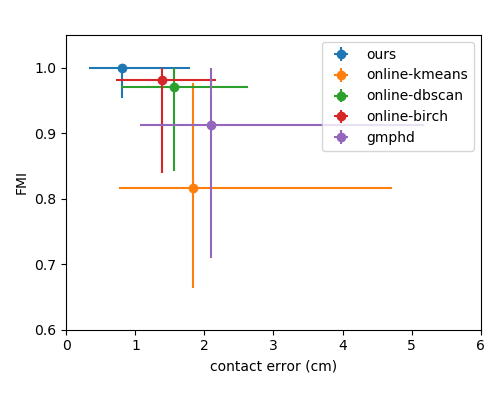 1.0
0.9
0.8
0.7
0.6
FMI
0
1
2
3
4
5
6
contact error (cm)
ours
online-kmeans
online-dbscan
online-birch
gmphd